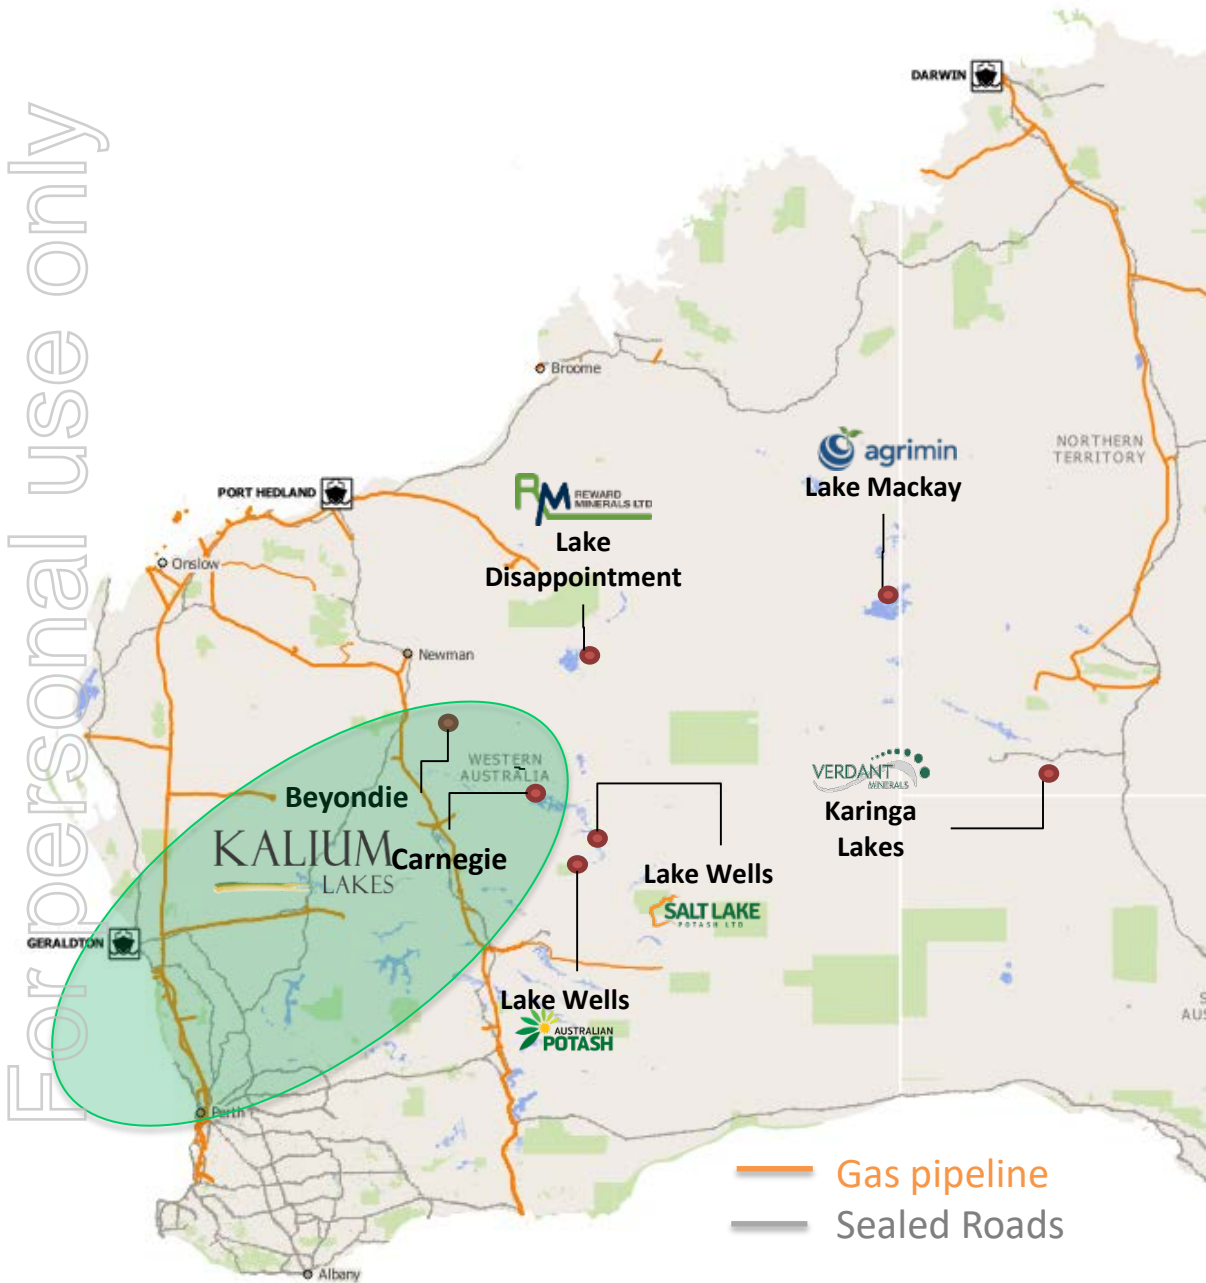 For personal use only
DARWIN
Broome
NORTHERN
TERRITORY
agrimin
Lake Mackay
PORT HEDLAND
RM REWARD
MINERALS LTD
Lake
Disappointment
Onslow
Newman
WESTERN
AUSTRALIA
Beyondie
KALIUM
LAKES
Carnegie
VERDANT
MINERALS
Karinga
Lakes
Lake Wells
SALT LAKE
POTASH LTD
GERALDTON
Lake Wells
AUSTRALIAN
POTASH
S
AUS
Perth
Gas pipeline
Sealed Roads
Albany